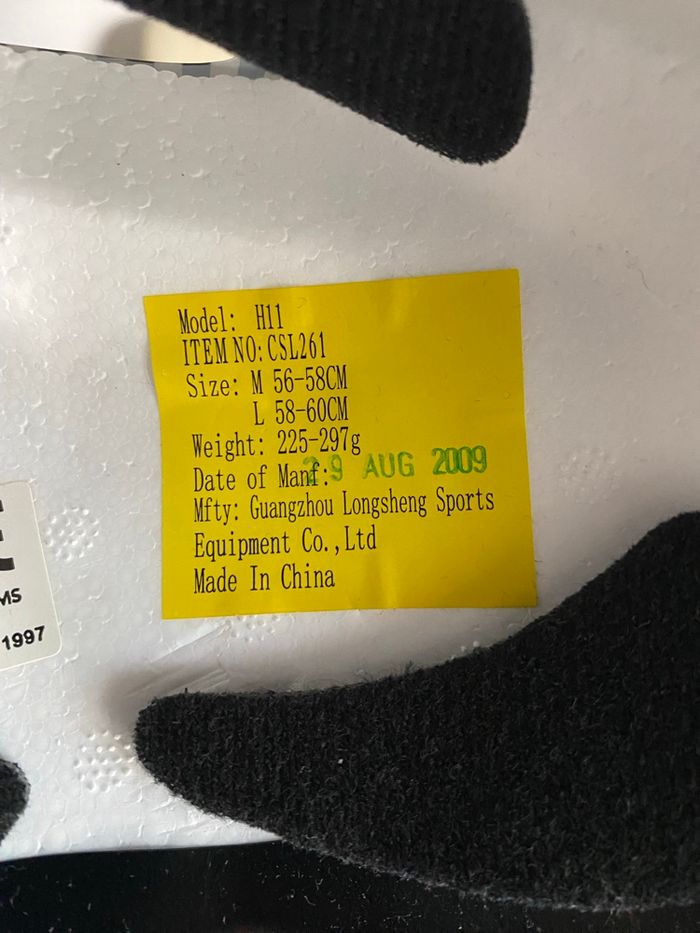 Model: H11
ITEM NO: CSL261
Size: M 56-58CM
L 58-60CM
Weight: 225-297g
Date of Manf: 29 AUG 2009
Mfty: Guangzhou Longsheng Sports
Equipment Co.,Ltd
Made In China
MS
1997